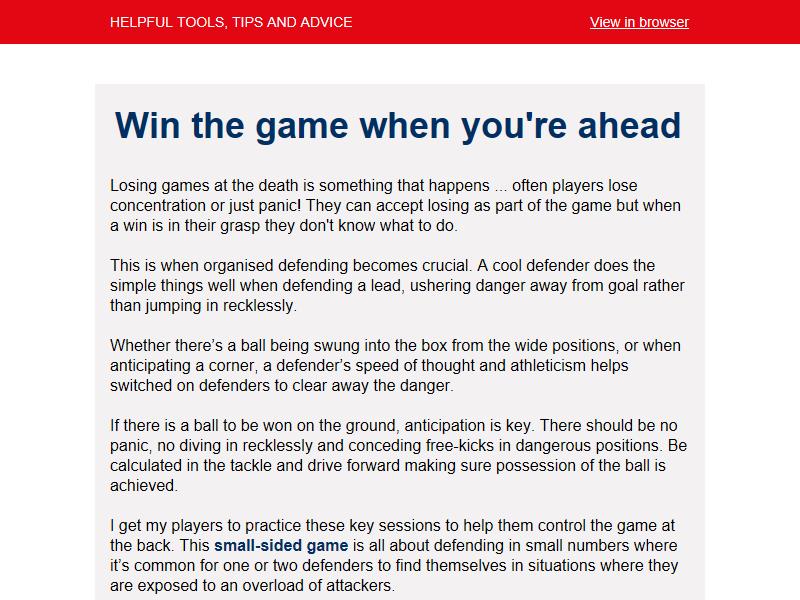 HELPFUL TOOLS, TIPS AND ADVICE
View in browser
Win the game when you're ahead
Losing games at the death is something that happens ... often players lose
concentration or just panic! They can accept losing as part of the game but when
a win is in their grasp they don't know what to do.
This is when organised defending becomes crucial. A cool defender does the
simple things well when defending a lead, ushering danger away from goal rather
than jumping in recklessly.
Whether there’s a ball being swung into the box from the wide positions, or when
anticipating a corner, a defender’s speed of thought and athleticism helps
switched on defenders to clear away the danger.
If there is a ball to be won on the ground, anticipation is key. There should be no
panic, no diving in recklessly and conceding free-kicks in dangerous positions. Be
calculated in the tackle and drive forward making sure possession of the ball is
achieved.
I get my players to practice these key sessions to help them control the game at
the back. This small-sided game is all about defending in small numbers where
it’s common for one or two defenders to find themselves in situations where they
are exposed to an overload of attackers.